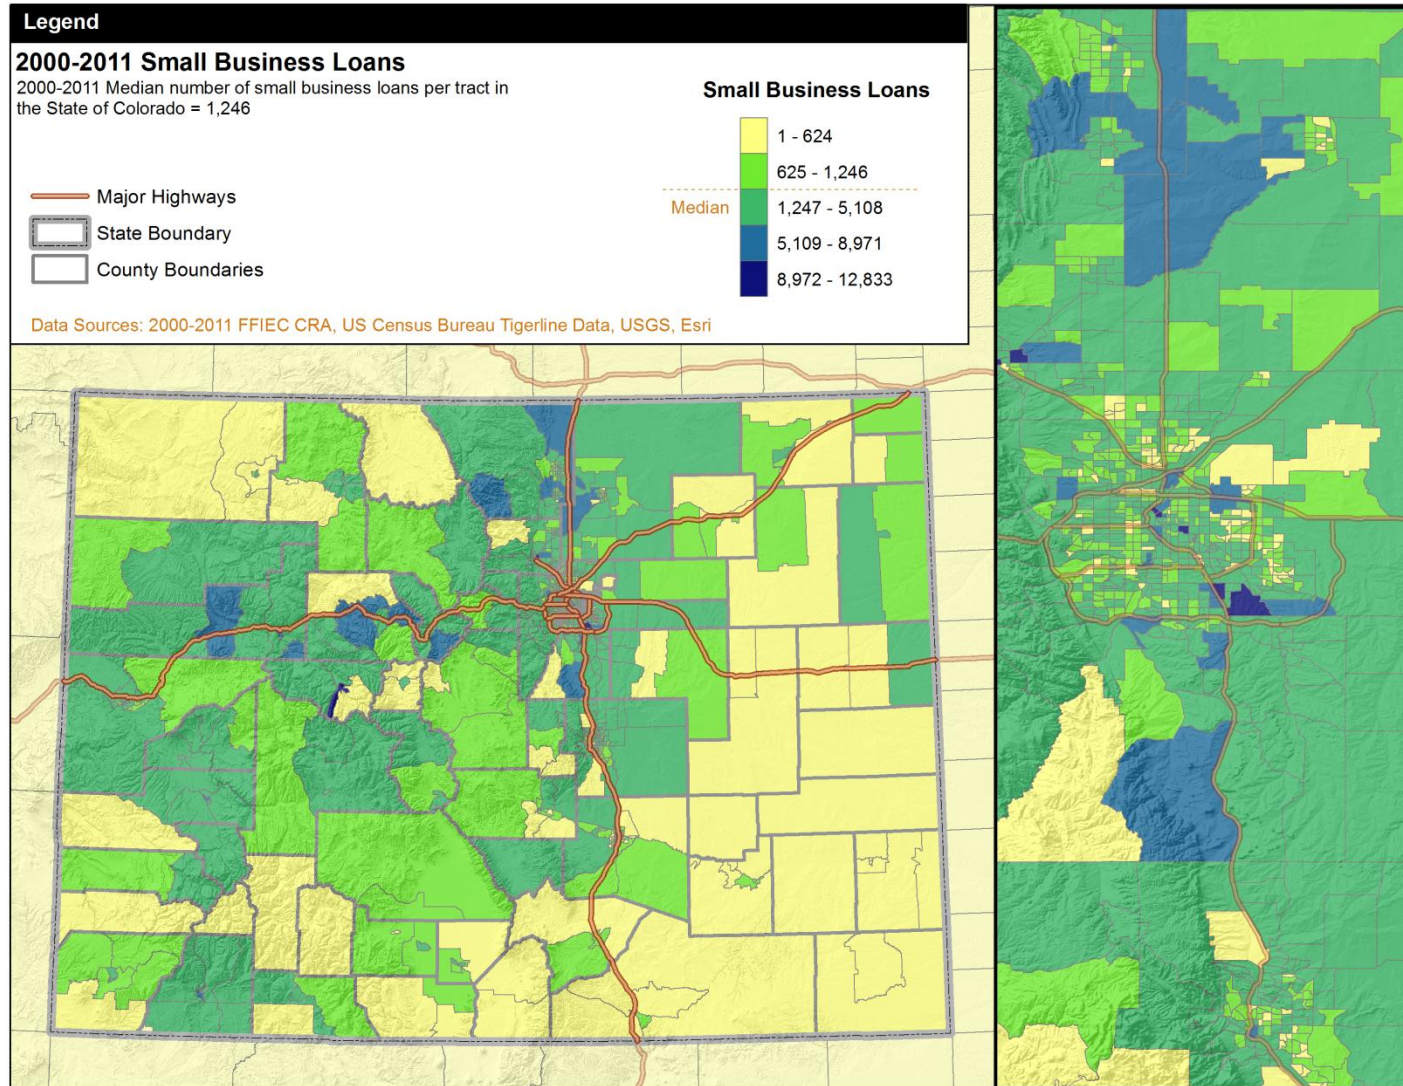 Legend
2000-2011 Small Business Loans
2000-2011 Median number of small business loans per tract in
the State of Colorado = 1,246
Major Highways
State Boundary
County Boundaries
Small Business Loans
1 - 624
625 - 1,246
Median
1,247 - 5,108
5,109 - 8,971
8,972 - 12,833
Data Sources: 2000-2011 FFIEC CRA, US Census Bureau Tigerline Data, USGS, Esri